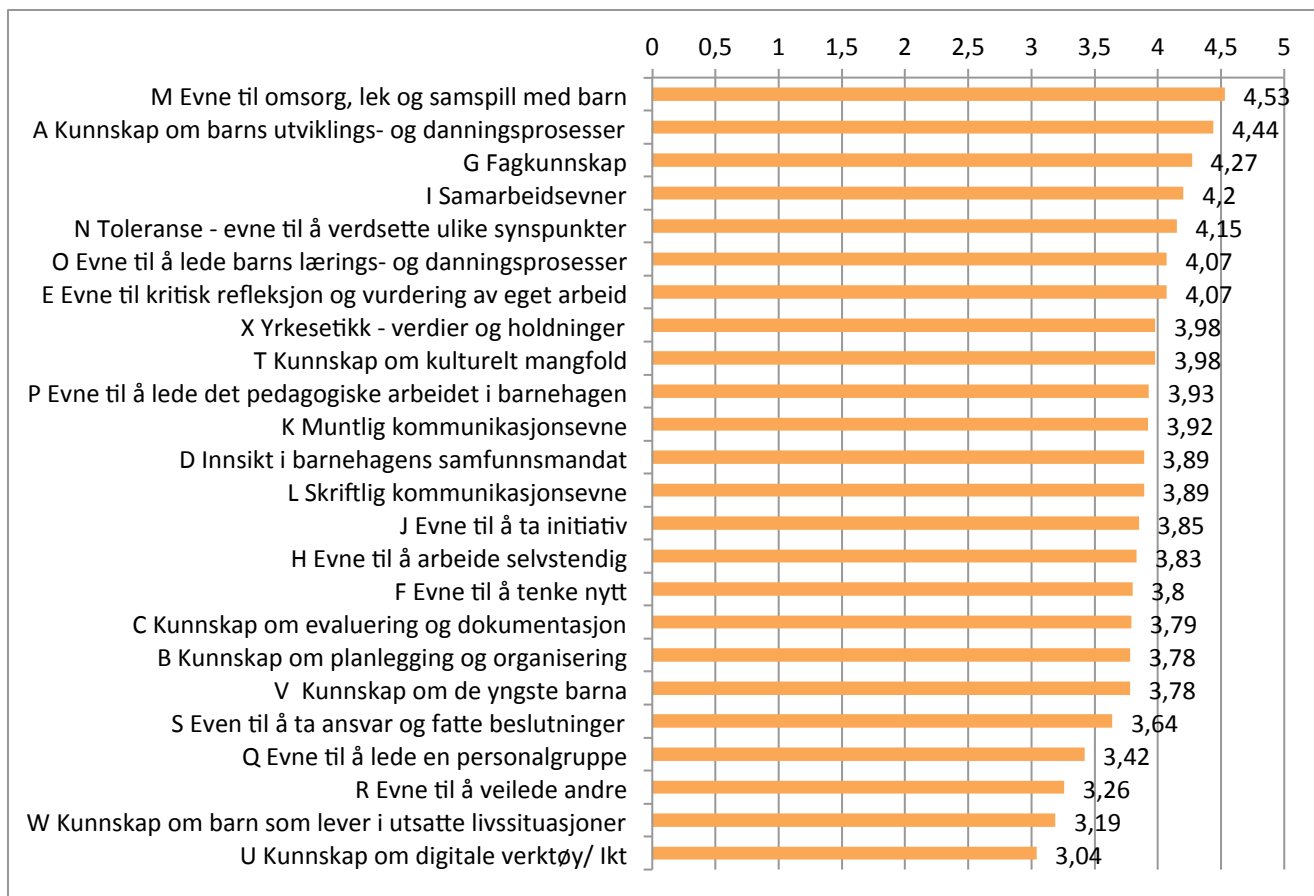 0 0,5 1 1,5 2 2,5 3 3,5 4 4,5 5
M Evne til omsorg, lek og samspill med barn 4,53
A Kunnskap om barns utviklings- og danningsprosesser 4,44
G Fagkunnskap 4,27
I Samarbeidsevner 4,2
N Toleranse - evne til å verdsette ulike synspunkter 4,15
O Evne til å lede barns lærings- og danningsprosesser 4,07
E Evne til kritisk refleksjon og vurdering av eget arbeid 4,07
X Yrkesetikk - verdier og holdninger 3,98
T Kunnskap om kulturelt mangfold 3,98
P Evne til å lede det pedagogiske arbeidet i barnehagen 3,93
K Muntlig kommunikasjonsevne 3,92
D Innsikt i barnehagens samfunnsmandat 3,89
L Skriftlig kommunikasjonsevne 3,89
J Evne til å ta initiativ 3,85
H Evne til å arbeide selvstendig 3,83
F Evne til å tenke nytt 3,8
C Kunnskap om evaluering og dokumentasjon 3,79
B Kunnskap om planlegging og organisering 3,78
V Kunnskap om de yngste barna 3,78
S Even til å ta ansvar og fatte beslutninger 3,64
Q Evne til å lede en personalgruppe 3,42
R Evne til å veilede andre 3,26
W Kunnskap om barn som lever i utsatte livssituasjoner 3,19
U Kunnskap om digitale verktøy/ Ikt 3,04